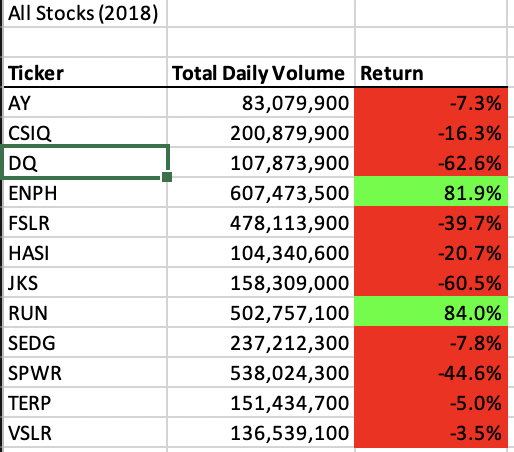 All Stocks (2018)
Ticker Total Daily Volume Return
AY 83,079,900 -7.3%
CSIQ 200,879,900 -16.3%
DQ 107,873,900 -62.6%
ENPH 607,473,500 81.9%
FSLR 478,113,900 -39.7%
HASI 104,340,600 -20.7%
JKS 158,309,000 -60.5%
RUN 502,757,100 84.0%
SEDG 237,212,300 -7.8%
SPWR 538,024,300 -44.6%
TERP 151,434,700 -5.0%
VSLR 136,539,100 -3.5%